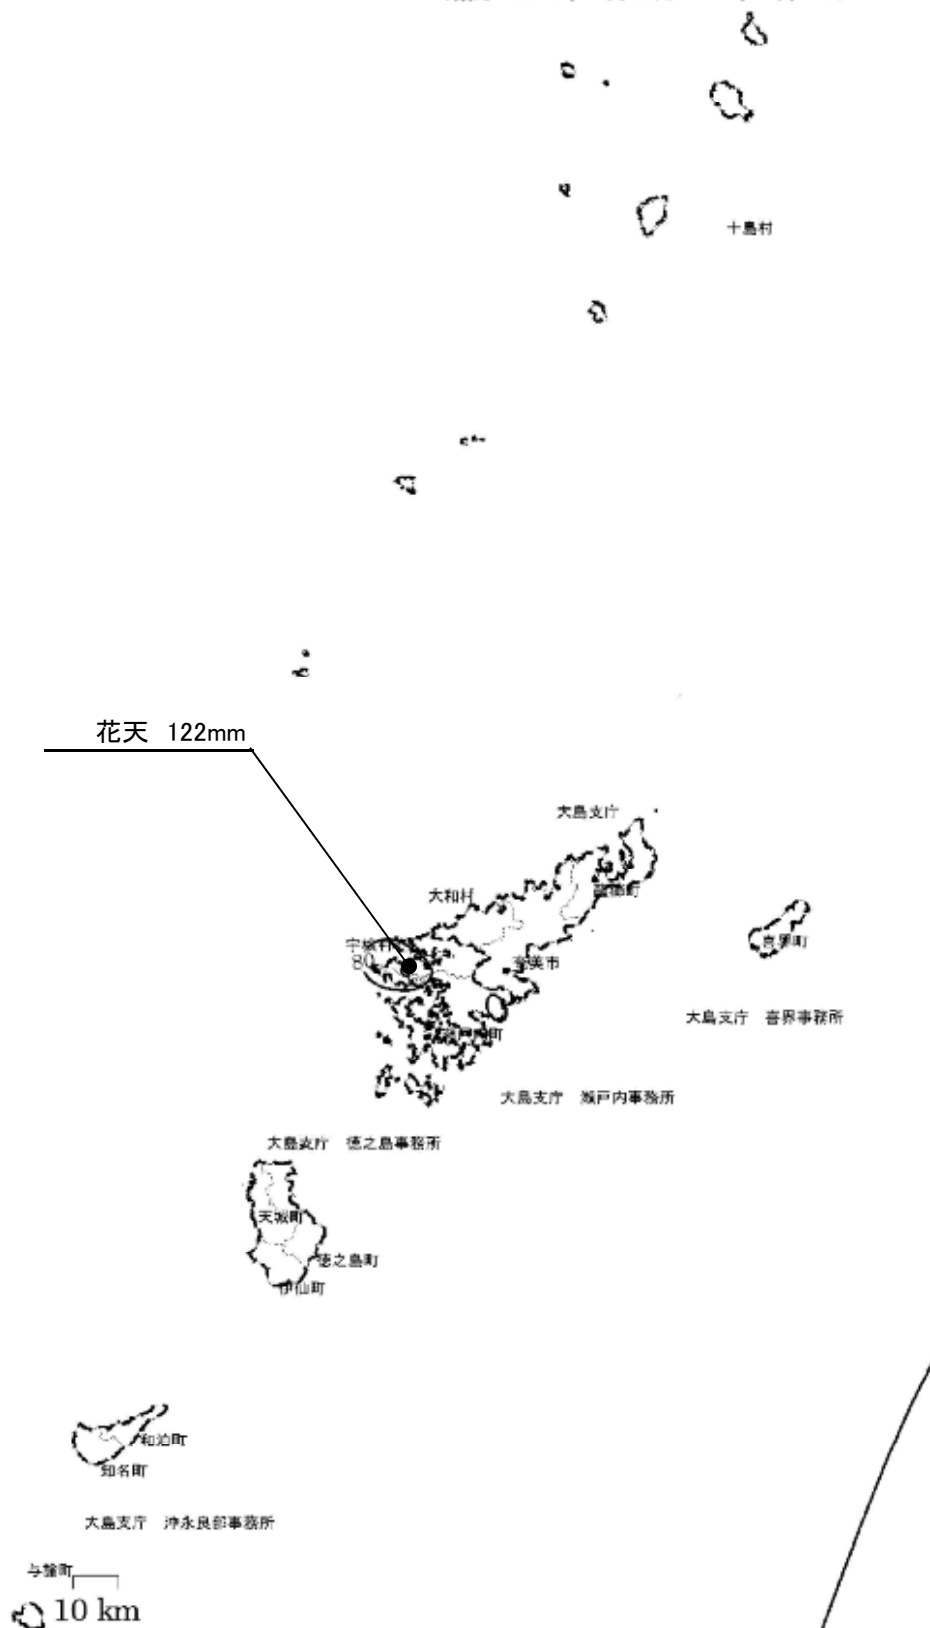 十島村
花天 122mm
大島支庁
龍郷町
大和村
宇検村
喜界町
80
奄美市
大島支庁 喜界事務所
瀬戸内町
大島支庁 瀬戸内事務所
大島支庁 徳之島事務所
天城町
徳之島町
伊仙町
和泊町
知名町
大島支庁 沖永良部事務所
与論町
10 km